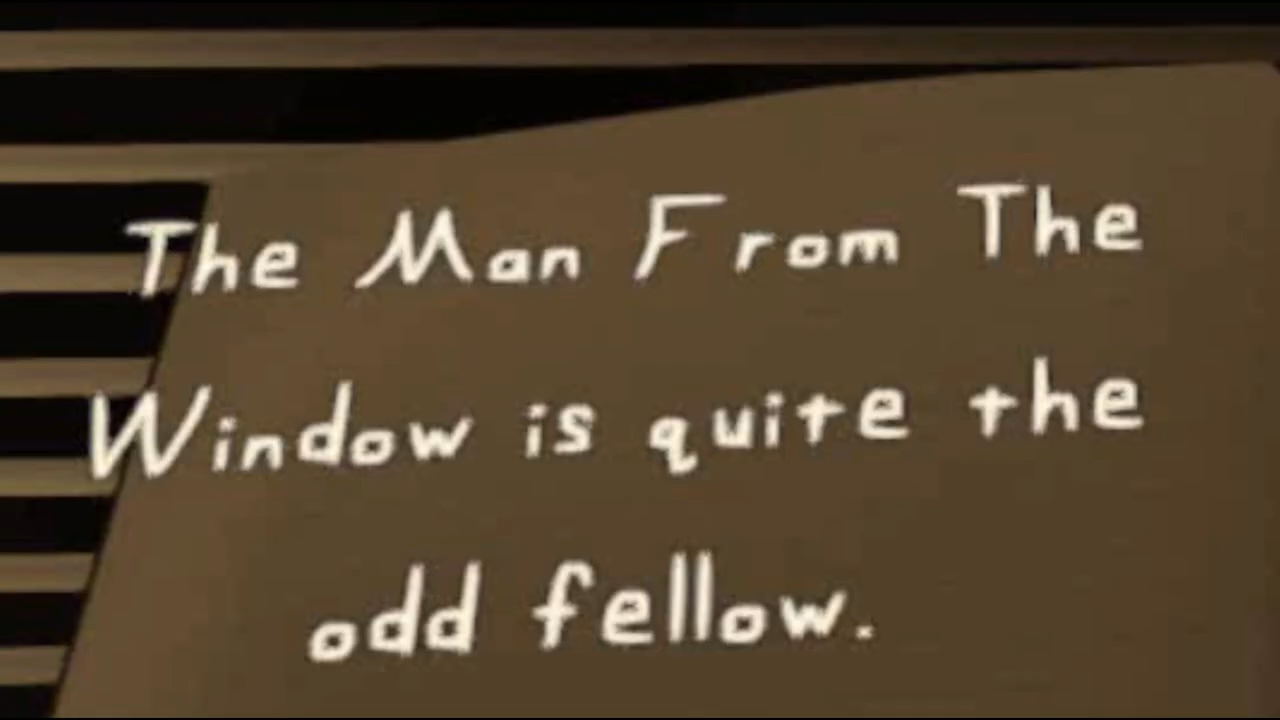 The Man From The
Window is quite the
odd fellow.